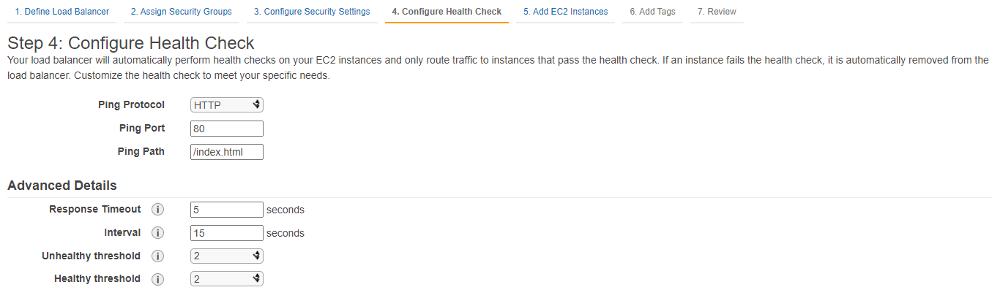 1. Define Load Balancer 2. Assign Security Groups 3. Configure Security Settings 4. Configure Health Check 5. Add EC2 Instances 6. Add Tags 7. Review
Step 4: Configure Health Check
Your load balancer will automatically perform health checks on your EC2 instances and only route traffic to instances that pass the health check. If an instance fails the health check, it is automatically removed from the
load balancer. Customize the health check to meet your specific needs.
Ping Protocol HTTP
Ping Port 80
Ping Path /index.html
Advanced Details
Response Timeout i 5 seconds
Interval i 15 seconds
Unhealthy threshold i 2
Healthy threshold i 2